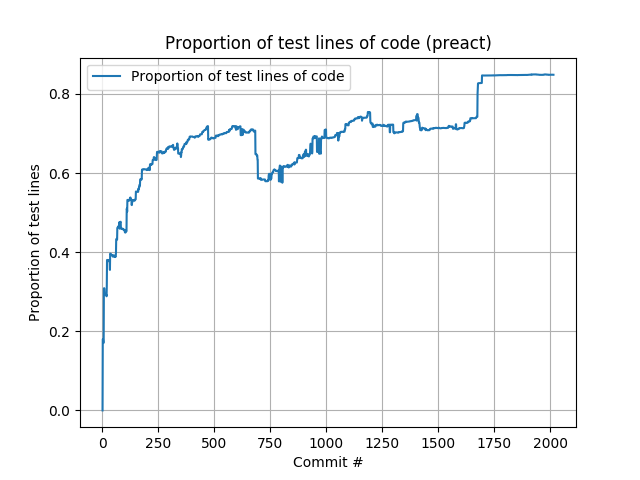 Proportion of test lines of code (preact)
Proportion of test lines of code
Proportion of test lines
0.8
0.6
0.4
0.2
0.0
0 250 500 750 1000 1250 1500 1750 2000
Commit #